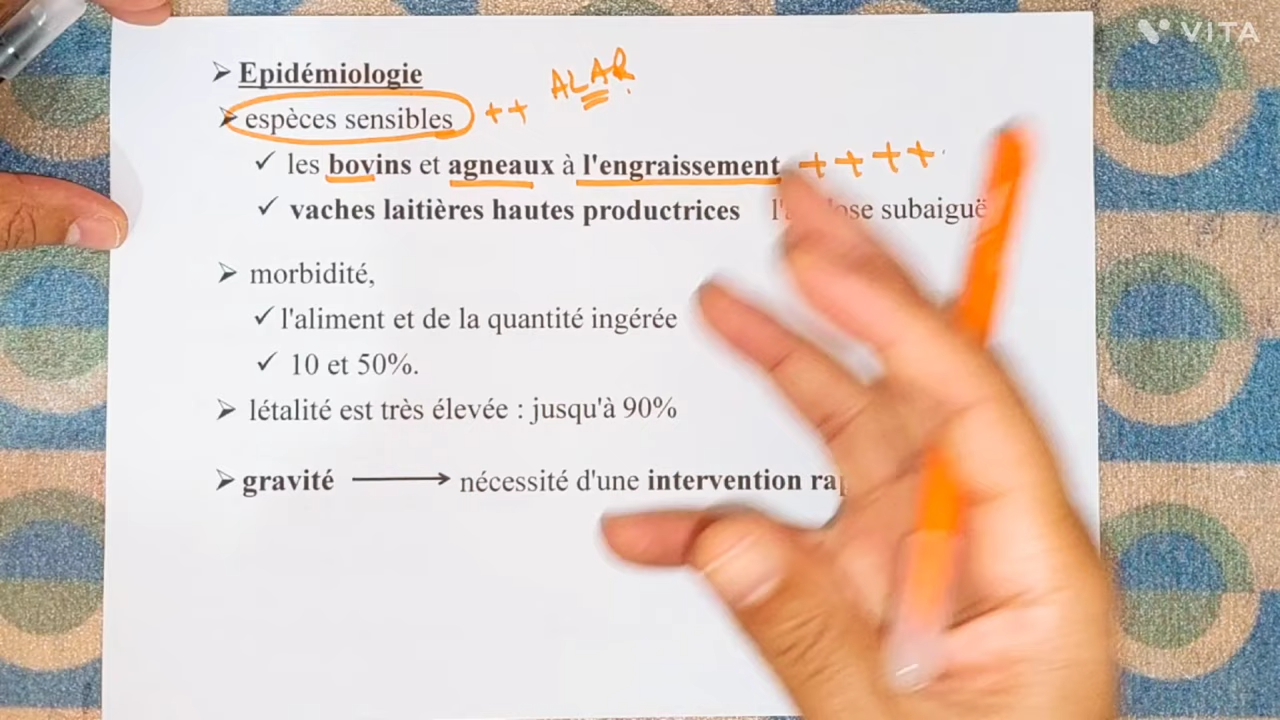 VITA
➢ Epidémiologie
➢ espèces sensibles ++ ALAR
✓ les bovins et agneaux à l'engraissement ++++
✓ vaches laitières hautes productrices subaiguë
➢ morbidité,
✓ l'aliment et de la quantité ingérée
✓ 10 et 50%.
➢ létalité est très élevée : jusqu'à 90%
➢ gravité → nécessité d'une intervention